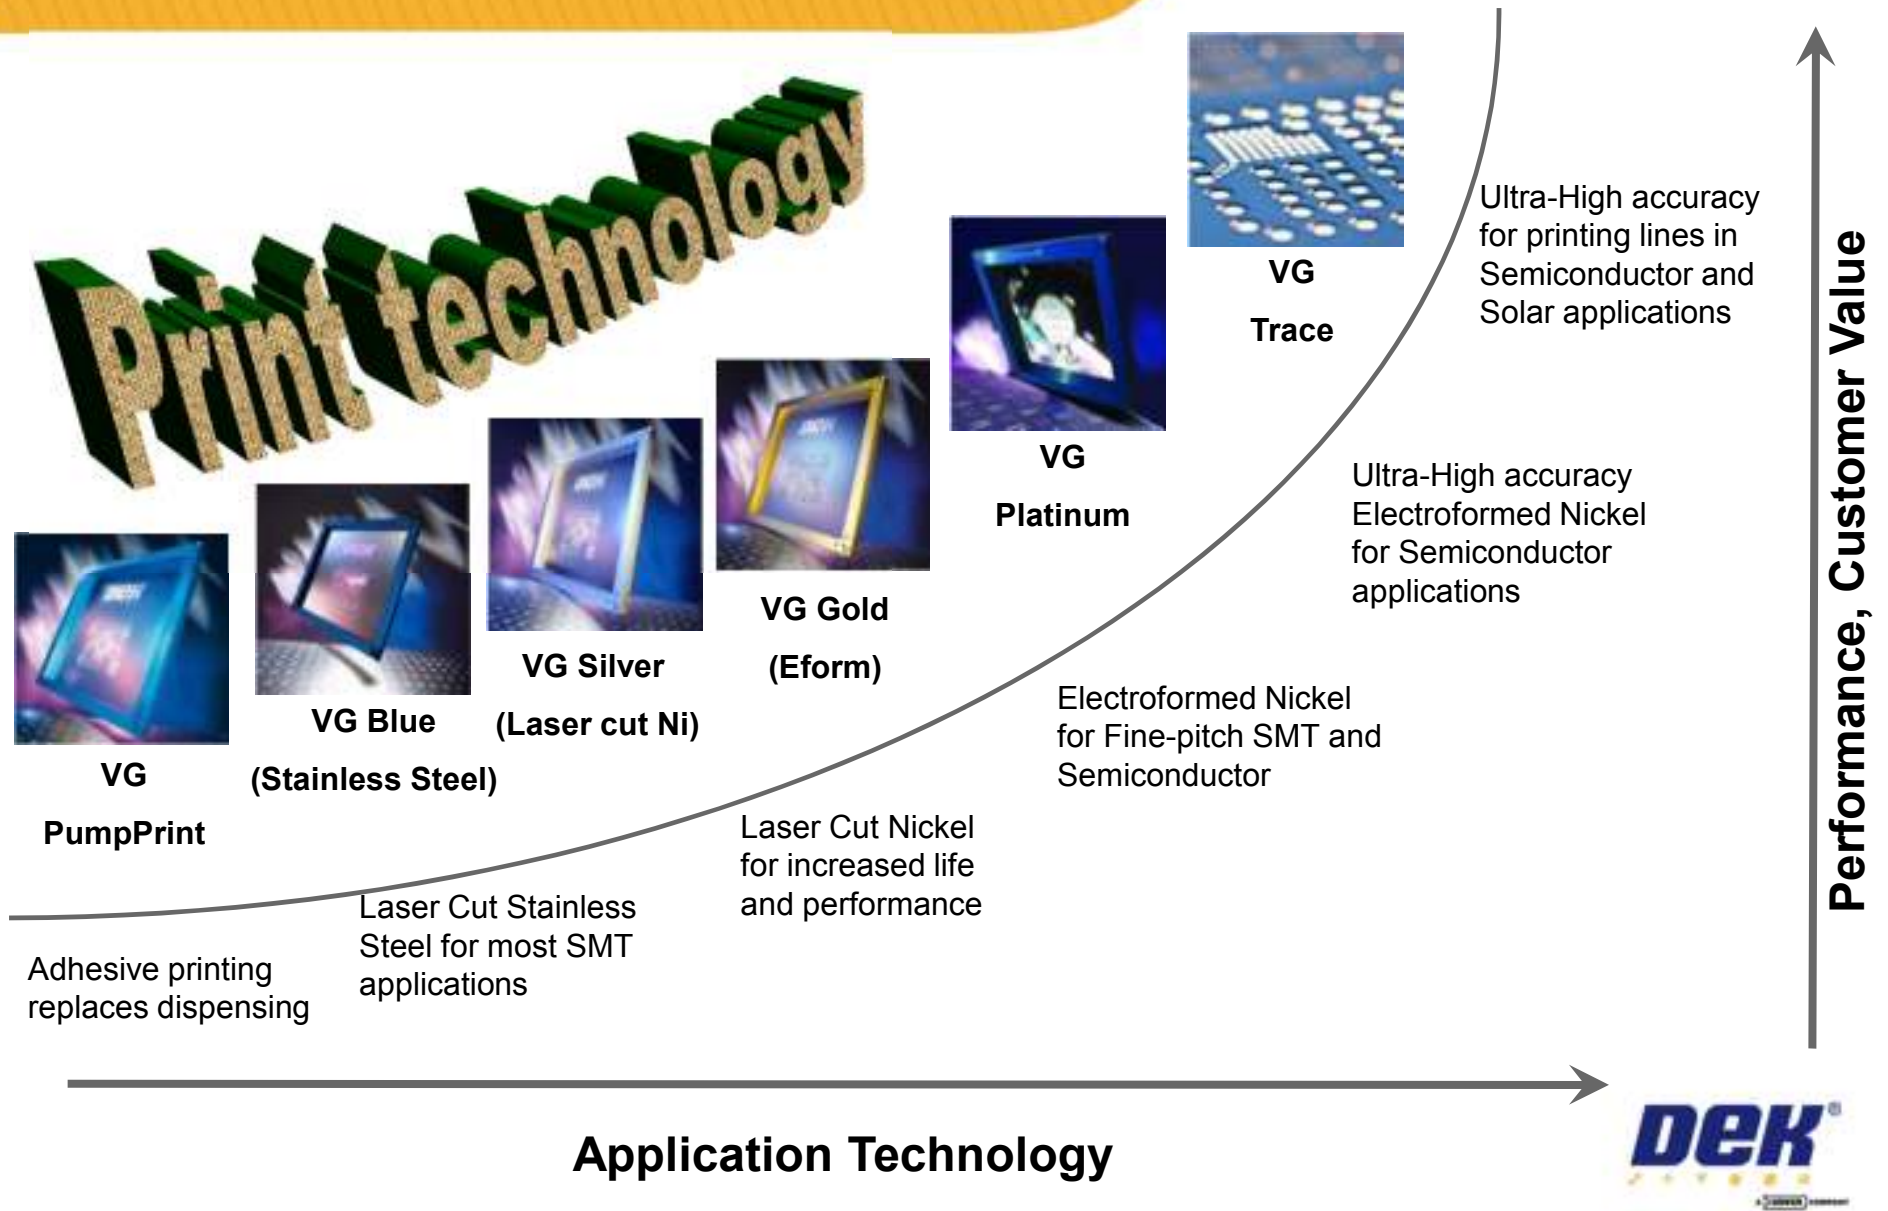 Print technology
VG
Trace
Ultra-High accuracy
for printing lines in
Semiconductor and
Solar applications
VG
Platinum
Ultra-High accuracy
Electroformed Nickel
for Semiconductor
applications
VG Gold
(Eform)
Electroformed Nickel
for Fine-pitch SMT and
Semiconductor
VG Silver
(Laser cut Ni)
Laser Cut Nickel
for increased life
and performance
VG Blue
(Stainless Steel)
Laser Cut Stainless
Steel for most SMT
applications
VG
PumpPrint
Adhesive printing
replaces dispensing
Performance, Customer Value
Application Technology
DEK®